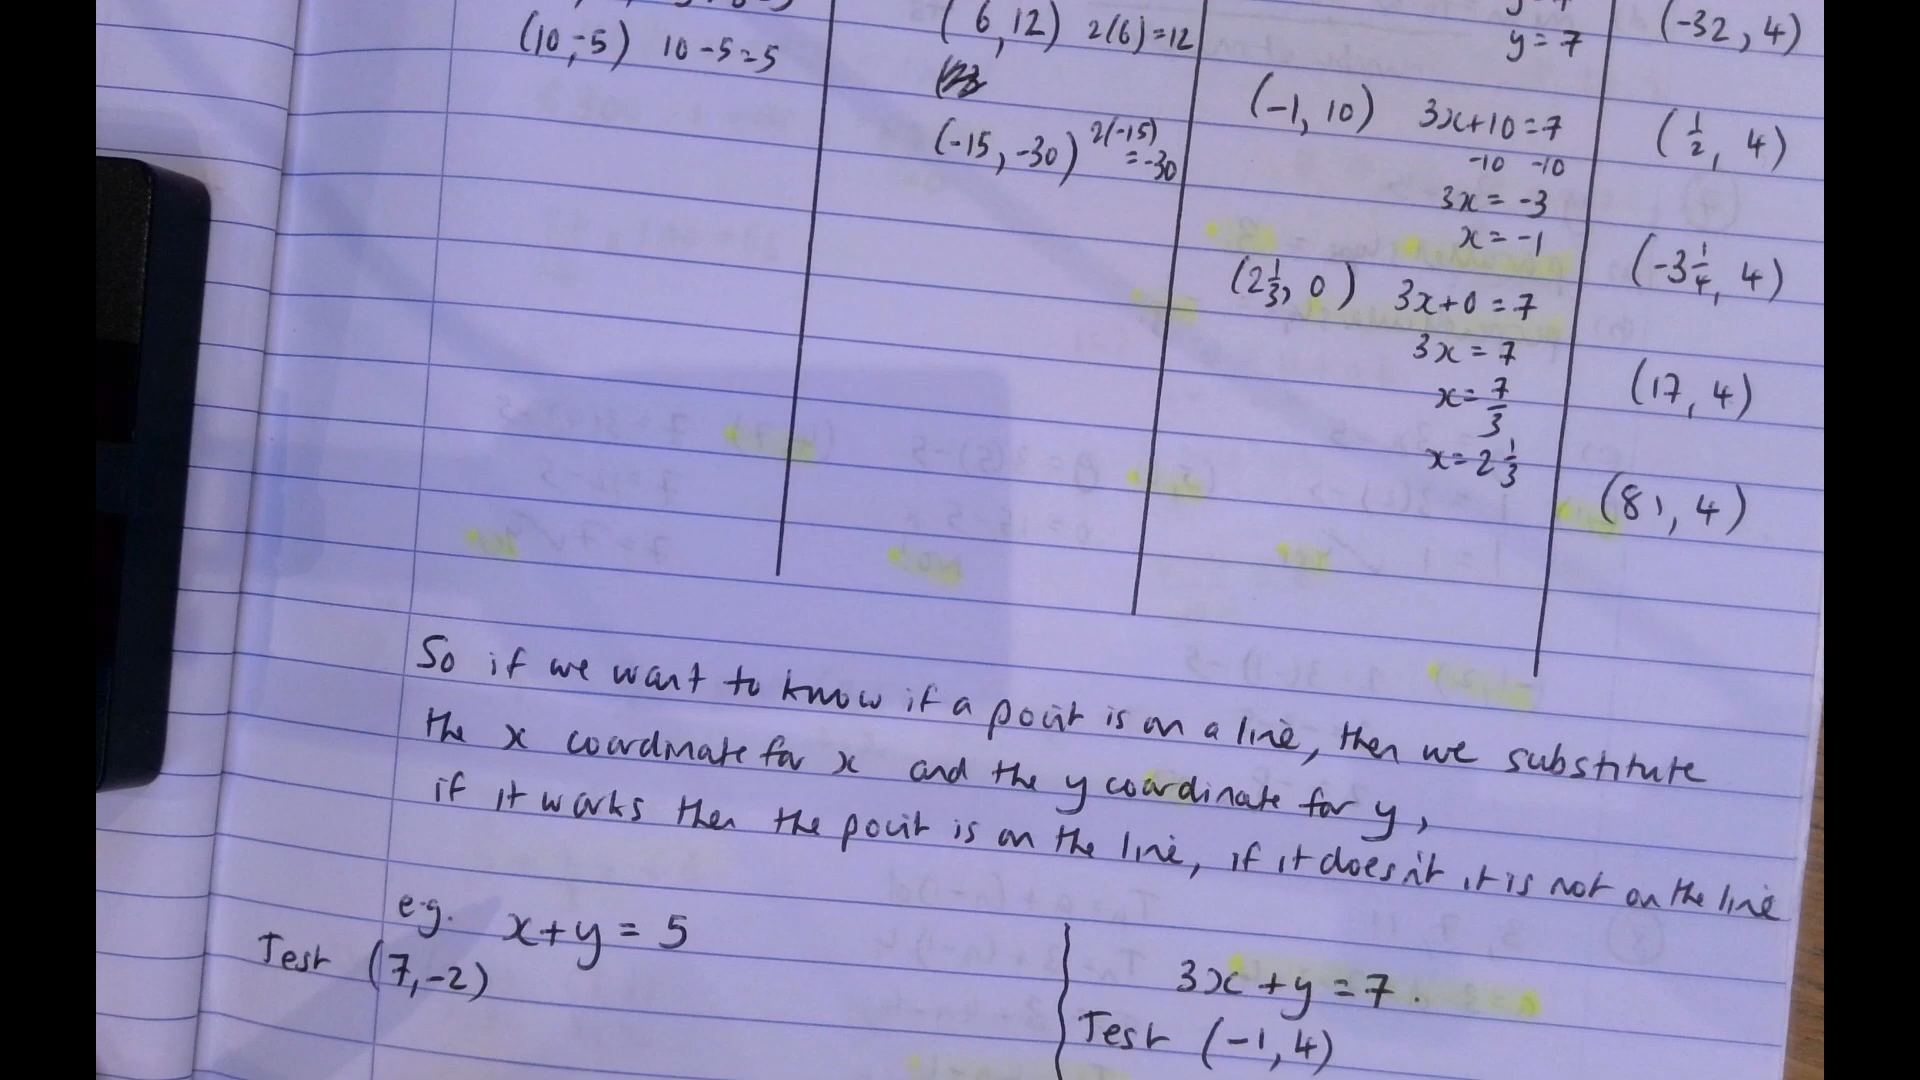 (10,-5) 10-5=5
(6,12) 2(6)=12
(-15,-30) 2(-15)
=-30
y=7
(-1,10) 3x+10=7
-10 -10
3x=-3
x=-1
(2 1/3, 0) 3x+0=7
3x=7
x=7/3
x=2 1/3
(-32,4)
(1/2, 4)
(-3 1/4, 4)
(17,4)
(81,4)
So if we want to know if a point is on a line, then we substitute
the x coordinate for x and the y coordinate for y,
if it works then the point is on the line, if it doesn't it is not on the line
e.g. x+y=5
Test (7,-2)
3x+y=7.
Test (-1,4)